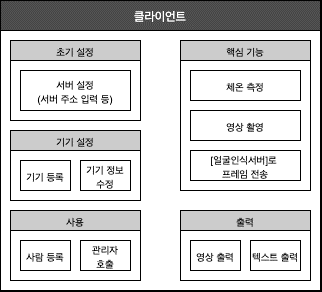 클라이언트
초기 설정
서버 설정
(서버 주소 입력 등)
기기 설정
기기 등록
기기 정보
수정
사용
사람 등록
관리자
호출
핵심 기능
체온 측정
영상 촬영
[얼굴인식서버]로
프레임 전송
출력
영상 출력
텍스트 출력